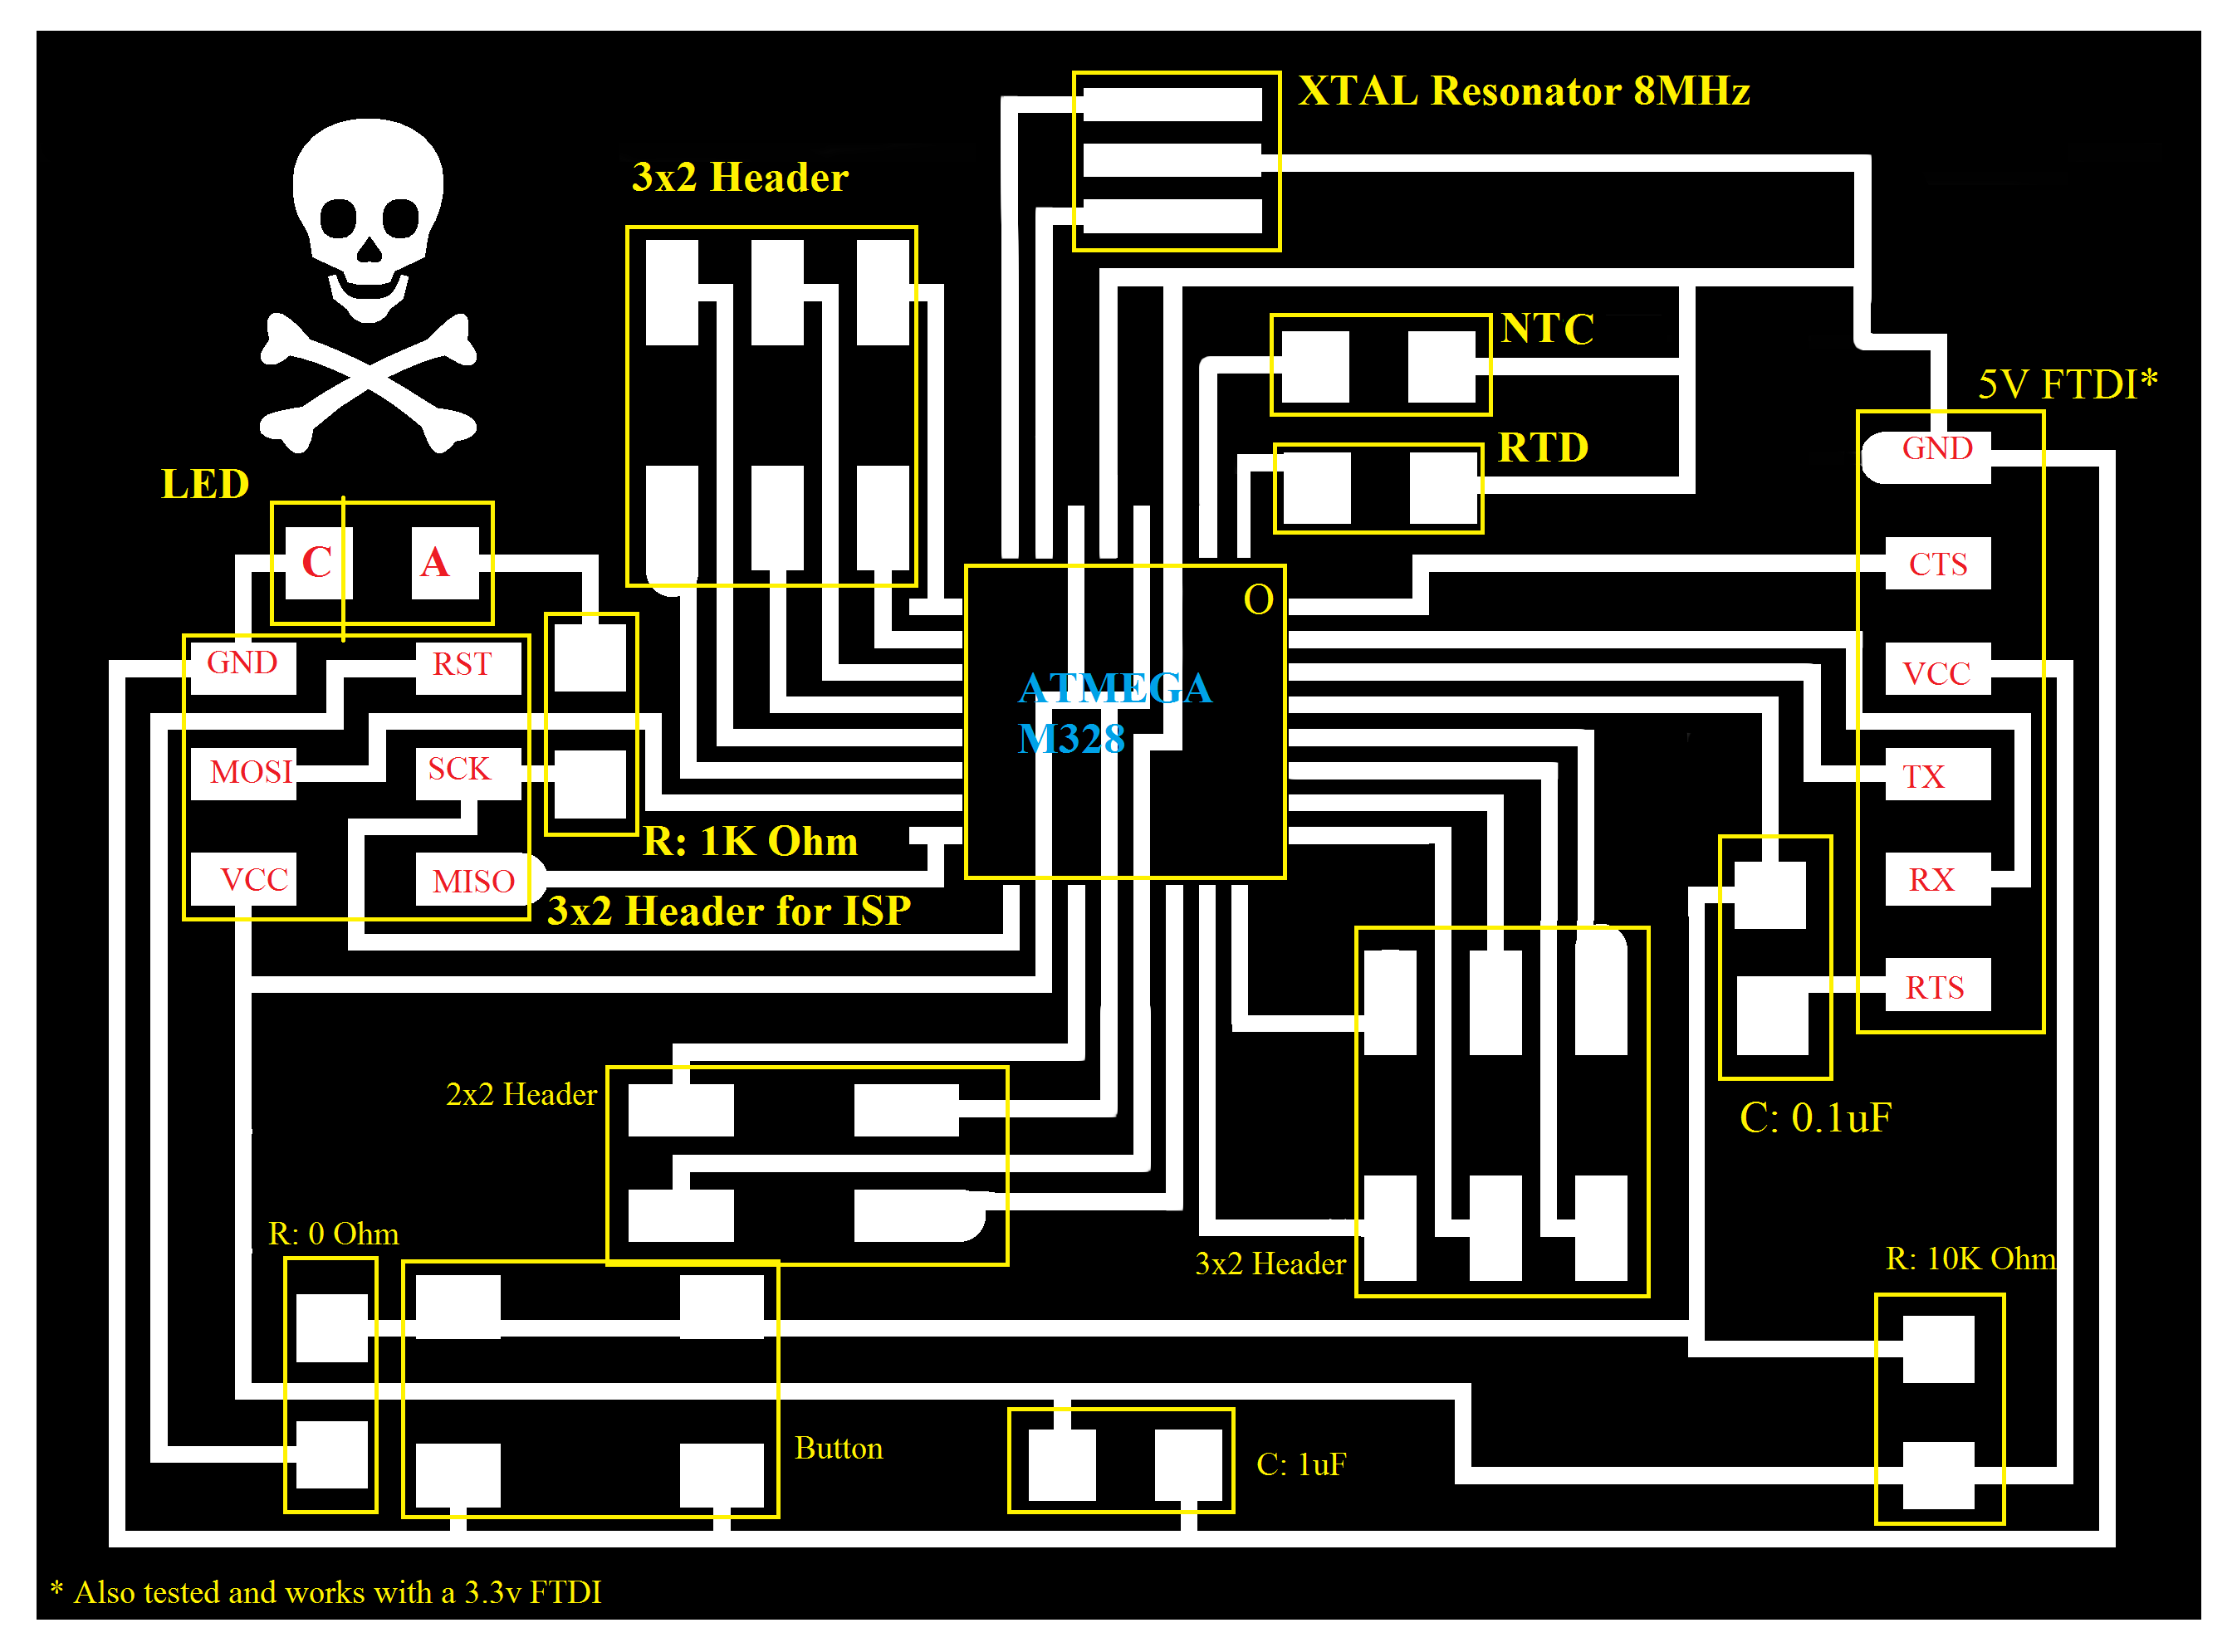 XTAL Resonator 8MHz
3x2 Header
NTC
5V FTDI*
RTD
GND
LED
C
A
CTS
O
GND
RST
VCC
ATMEGA
M328
MOSI
SCK
TX
R: 1K Ohm
VCC
MISO
RX
3x2 Header for ISP
RTS
2x2 Header
C: 0.1uF
R: 0 Ohm
3x2 Header
R: 10K Ohm
Button
C: 1uF
* Also tested and works with a 3.3v FTDI